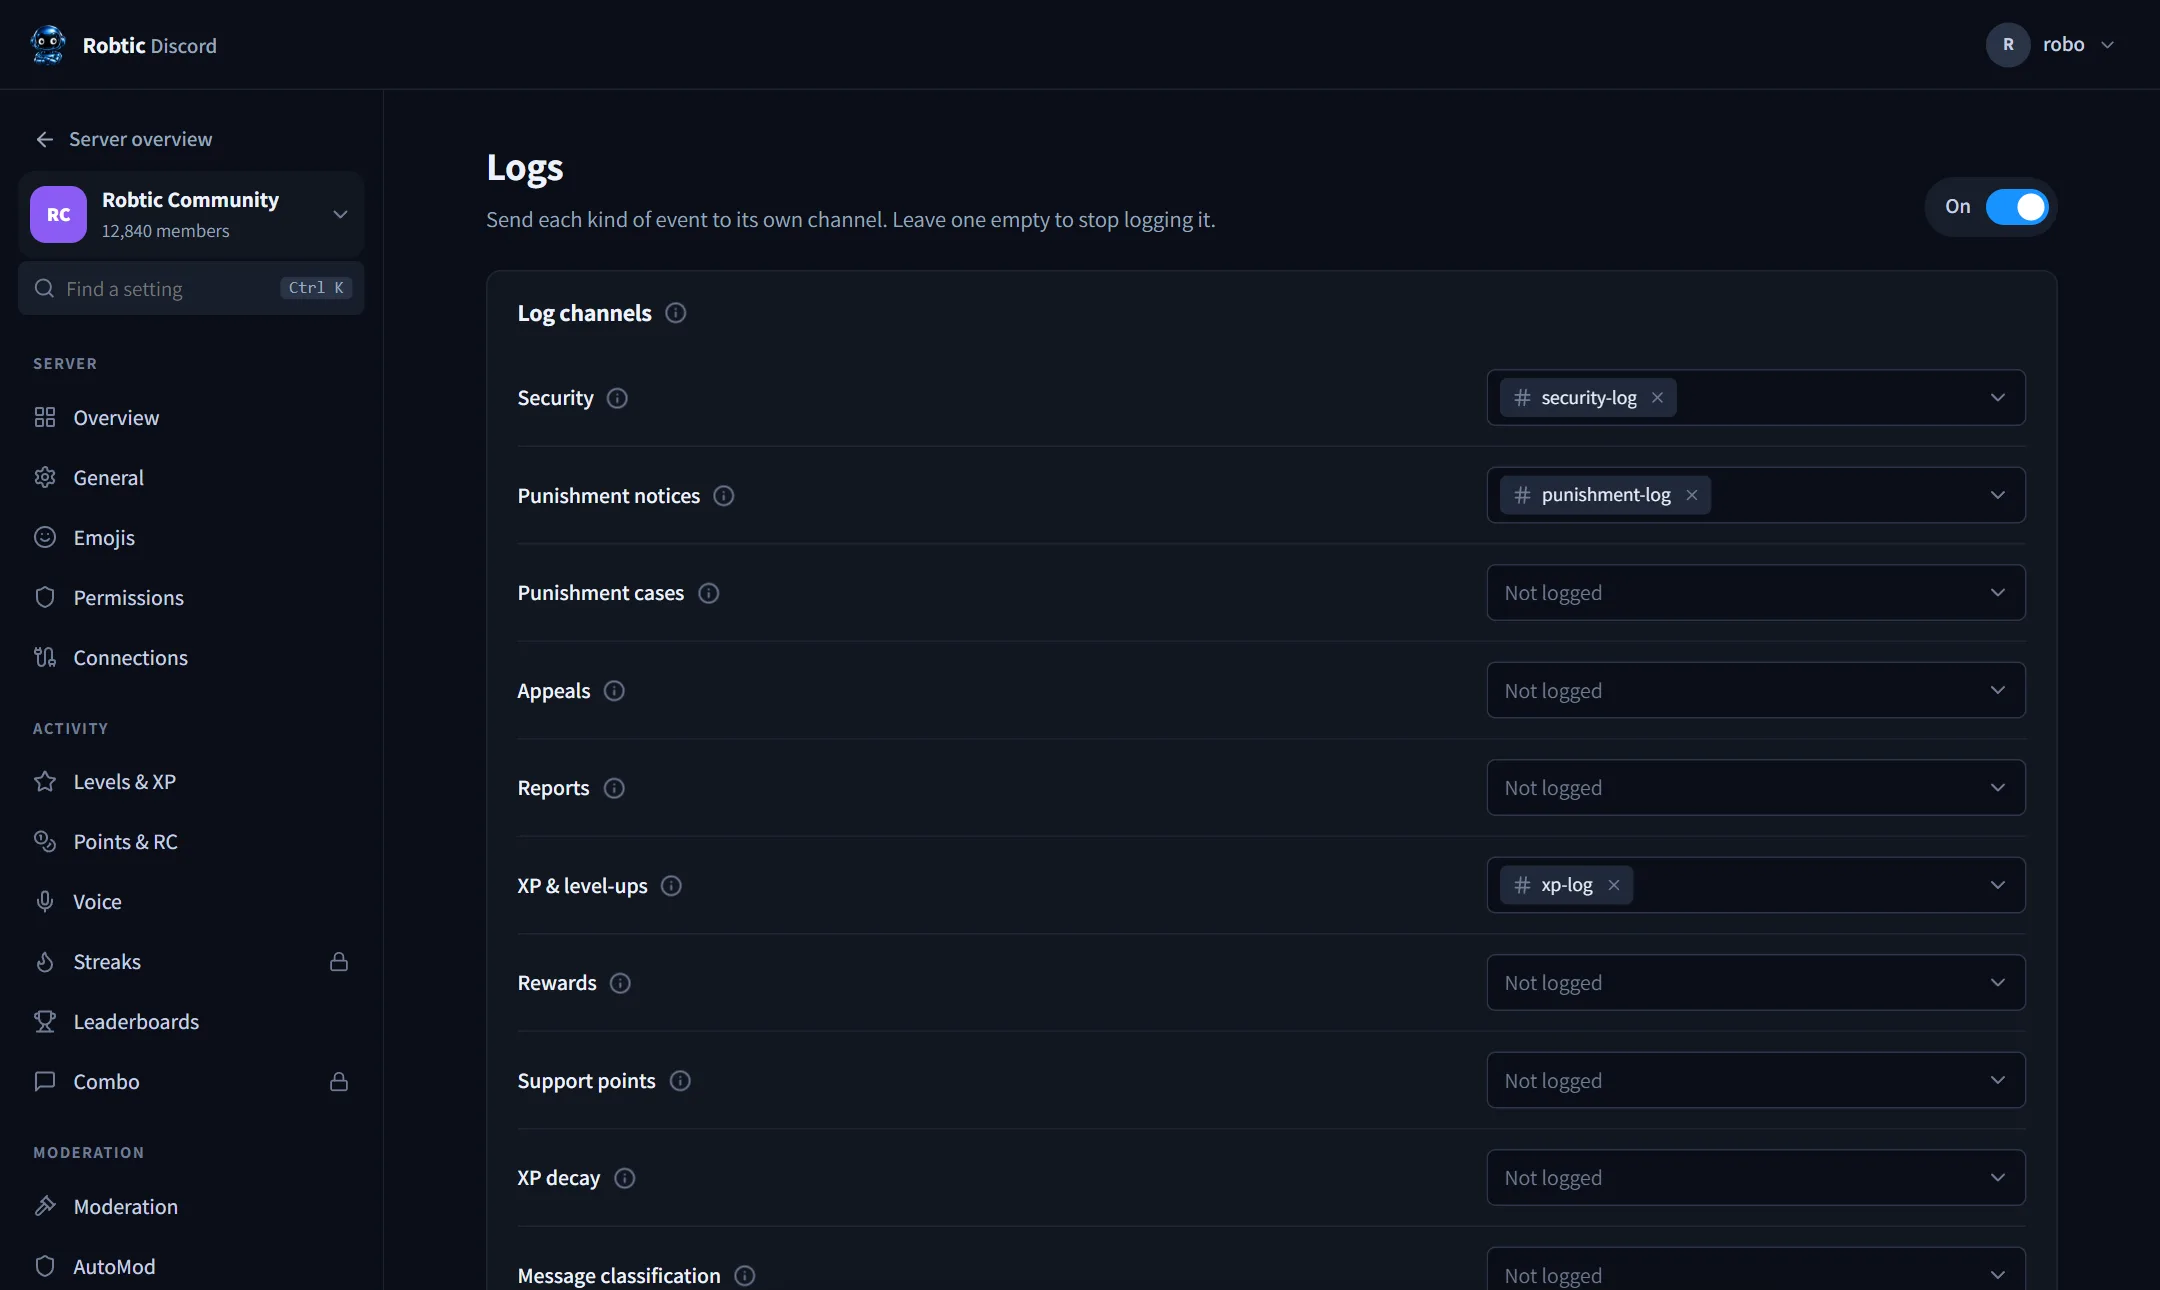 Robtic Discord
R
robo
Server overview
RC
Robtic Community
12,840 members
Find a setting
Ctrl K
SERVER
Overview
General
Emojis
Permissions
Connections
ACTIVITY
Levels & XP
Points & RC
Voice
Streaks
Leaderboards
Combo
MODERATION
Moderation
AutoMod
Logs
Send each kind of event to its own channel. Leave one empty to stop logging it.
On
Log channels
Security
# security-log
Punishment notices
# punishment-log
Punishment cases
Not logged
Appeals
Not logged
Reports
Not logged
XP & level-ups
# xp-log
Rewards
Not logged
Support points
Not logged
XP decay
Not logged
Message classification
Not logged